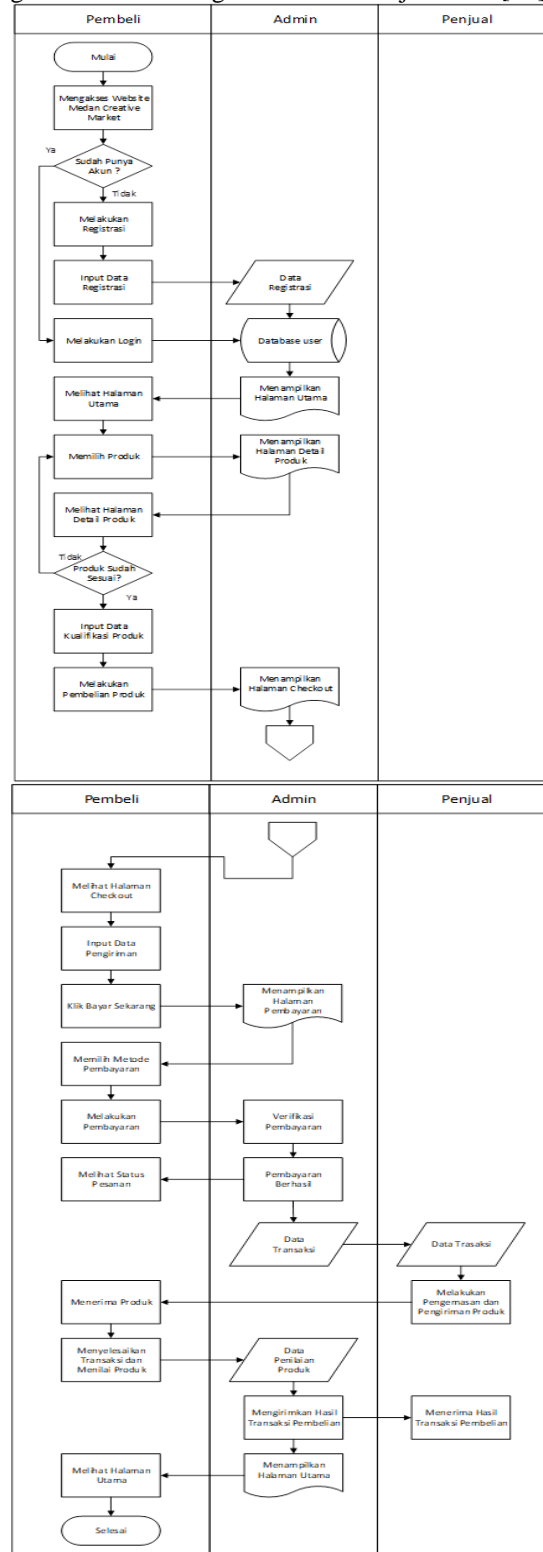 Pembeli
Admin
Penjual
Mulai
Mengakses Website
Medan Creative
Market
Ya
Sudah Punya
Akun ?
Tidak
Melakukan
Registrasi
Input Data
Registrasi
Data
Registrasi
Melakukan Login
Database user
Melihat Halaman
Utama
Menampilkan
Halaman Utama
Memilih Produk
Menampilkan
Halaman Detail
Produk
Melihat Halaman
Detail Produk
Tidak
Produk Sudah
Sesuai?
Ya
Input Data
Kualifikasi Produk
Melakukan
Pembelian Produk
Menampilkan
Halaman Checkout
Pembeli
Admin
Penjual
Melihat Halaman
Checkout
Input Data
Pengiriman
Klik Bayar Sekarang
Menampilkan
Halaman
Pembayaran
Memilih Metode
Pembayaran
Melakukan
Pembayaran
Verifikasi
Pembayaran
Melihat Status
Pesanan
Pembayaran
Berhasil
Data
Transaksi
Data Trasaksi
Menerima Produk
Melakukan
Pengemasan dan
Pengiriman Produk
Menyelesaikan
Transaksi dan
Menilai Produk
Data
Penilaian
Produk
Mengirimkan Hasil
Transaksi Pembelian
Menerima Hasil
Transaksi Pembelian
Melihat Halaman
Utama
Menampilkan
Halaman Utama
Selesai